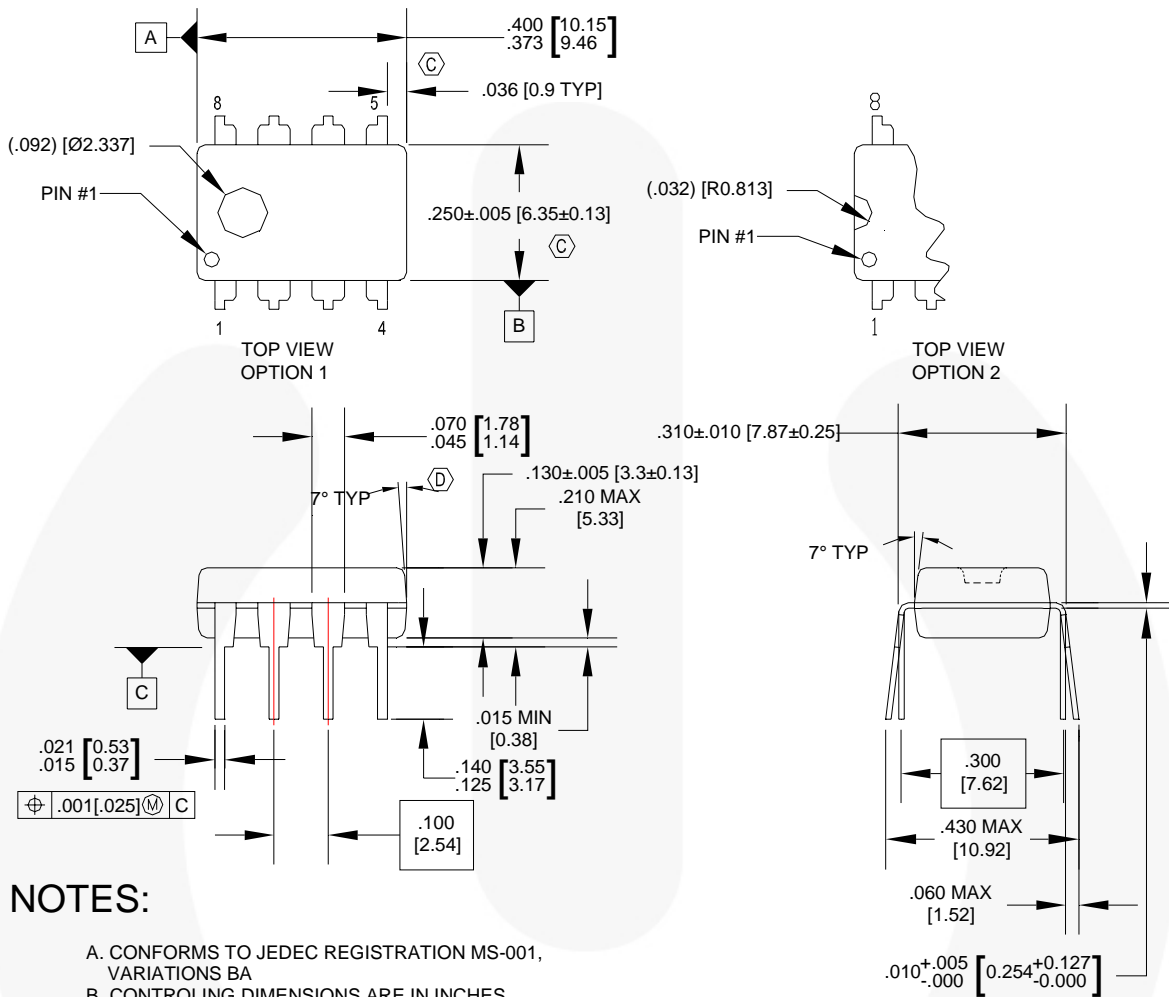 A
.400 [10.15]
.373 [9.46]
C
.036 [0.9 TYP]
8
5
(.092) [Ø2.337]
PIN #1
.250±.005 [6.35±0.13]
C
B
1
4
TOP VIEW
OPTION 1
8
(.032) [R0.813]
PIN #1
1
TOP VIEW
OPTION 2
.070 [1.78]
.045 [1.14]
7° TYP
D
.130±.005 [3.3±0.13]
.210 MAX
[5.33]
C
.015 MIN
[0.38]
.021 [0.53]
.015 [0.37]
⌖ .001[.025]Ⓜ C
.140 [3.55]
.125 [3.17]
.100
[2.54]
.310±.010 [7.87±0.25]
7° TYP
.300
[7.62]
.430 MAX
[10.92]
.060 MAX
[1.52]
.010+.005 -.000 [0.254+0.127 -0.000]
NOTES:
A. CONFORMS TO JEDEC REGISTRATION MS-001,
VARIATIONS BA
B. CONTROLING DIMENSIONS ARE IN INCHES